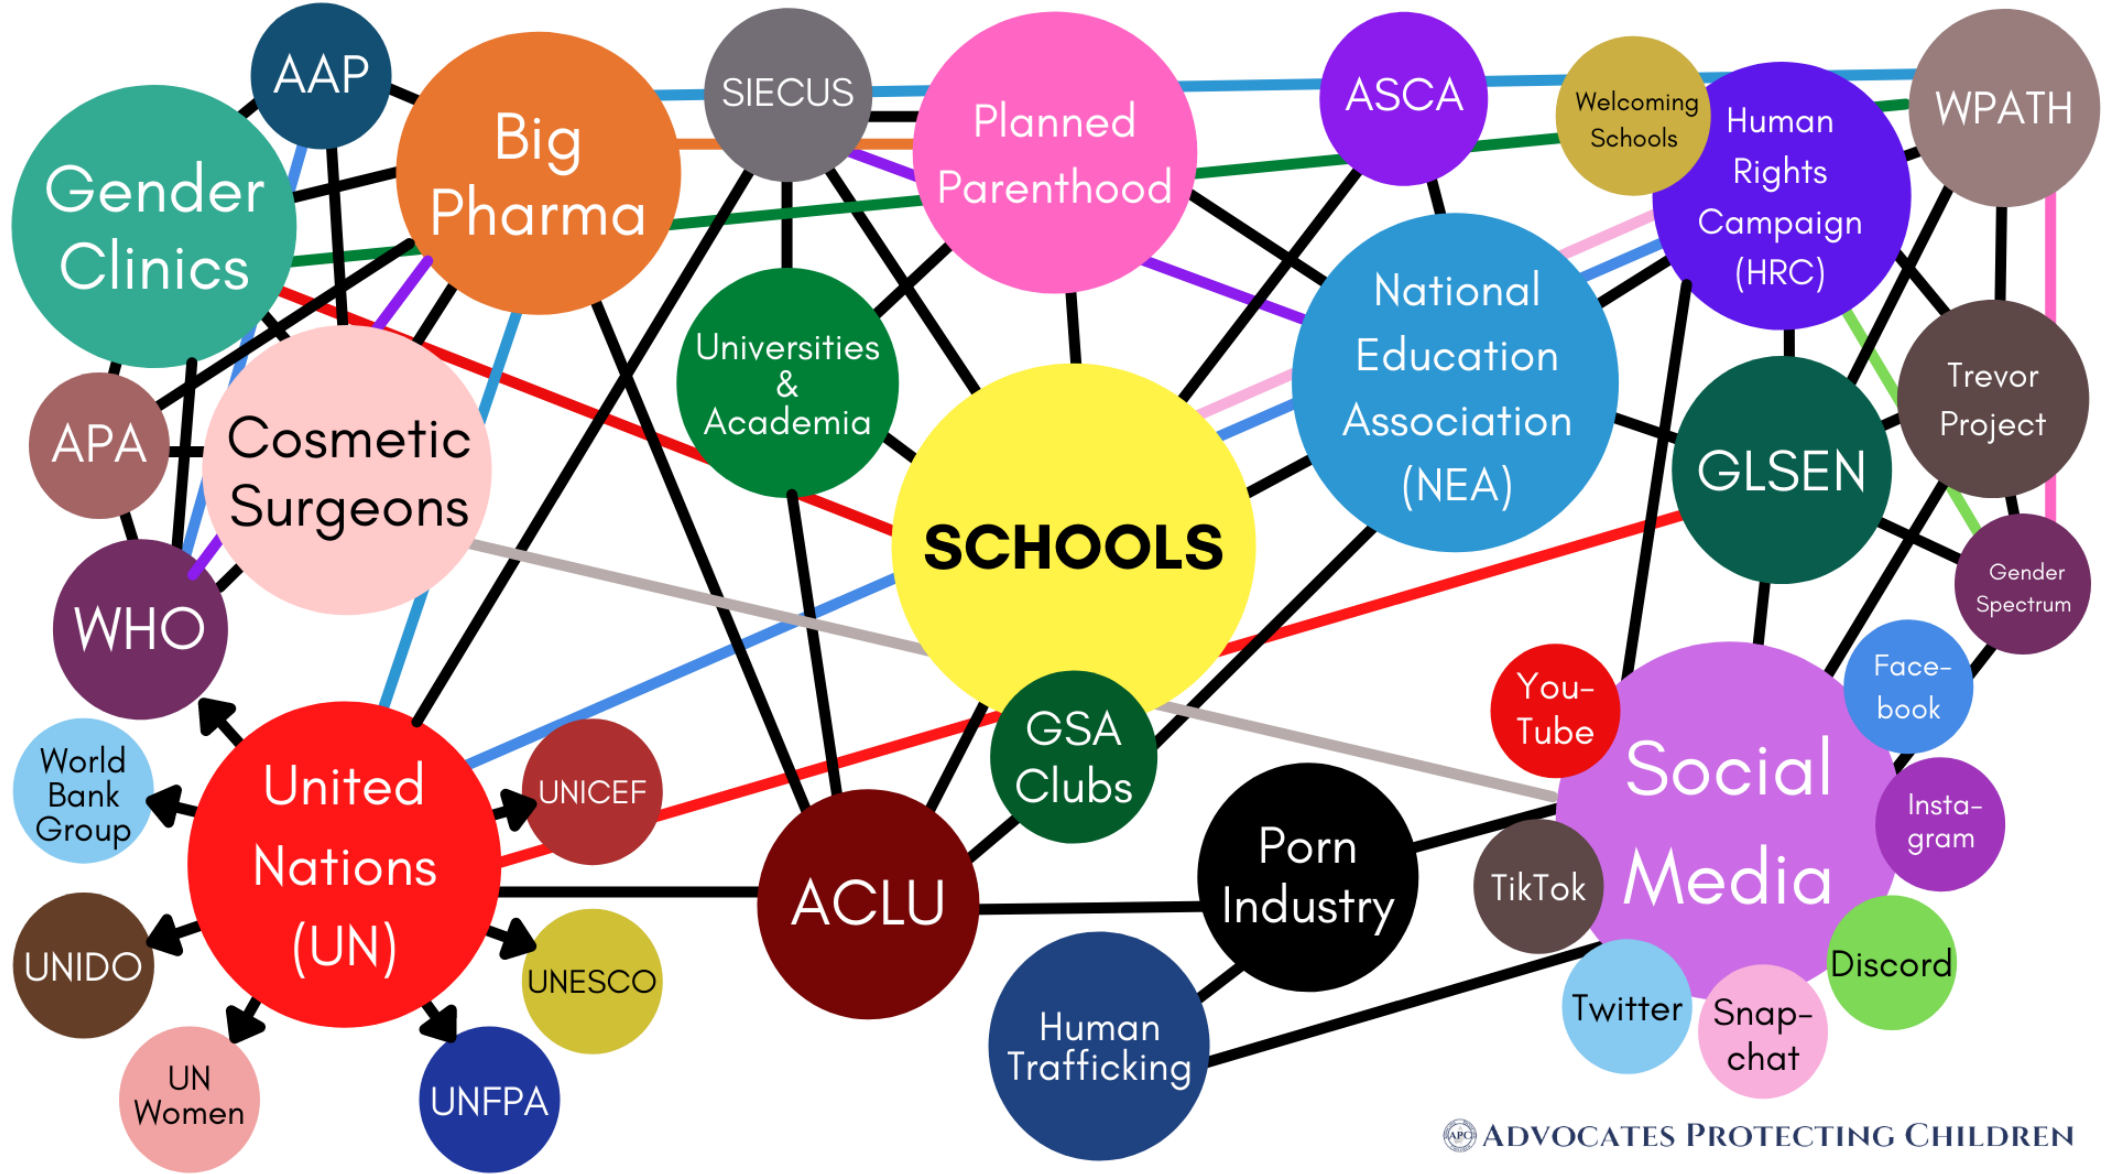 AAP
Gender
Clinics
Big
Pharma
SIECUS
Planned
Parenthood
ASCA
Welcoming
Schools
Human
Rights
Campaign
(HRC)
WPATH
Universities
&
Academia
National
Education
Association
(NEA)
Trevor
Project
APA
Cosmetic
Surgeons
GLSEN
SCHOOLS
Gender
Spectrum
WHO
You-
Tube
Face-
book
World
Bank
Group
United
Nations
(UN)
UNICEF
GSA
Clubs
Social
Media
Insta-
gram
Porn
Industry
ACLU
TikTok
UNIDO
UNESCO
Discord
Twitter
Snap-
chat
Human
Trafficking
UN
Women
UNFPA
APC
ADVOCATES PROTECTING CHILDREN